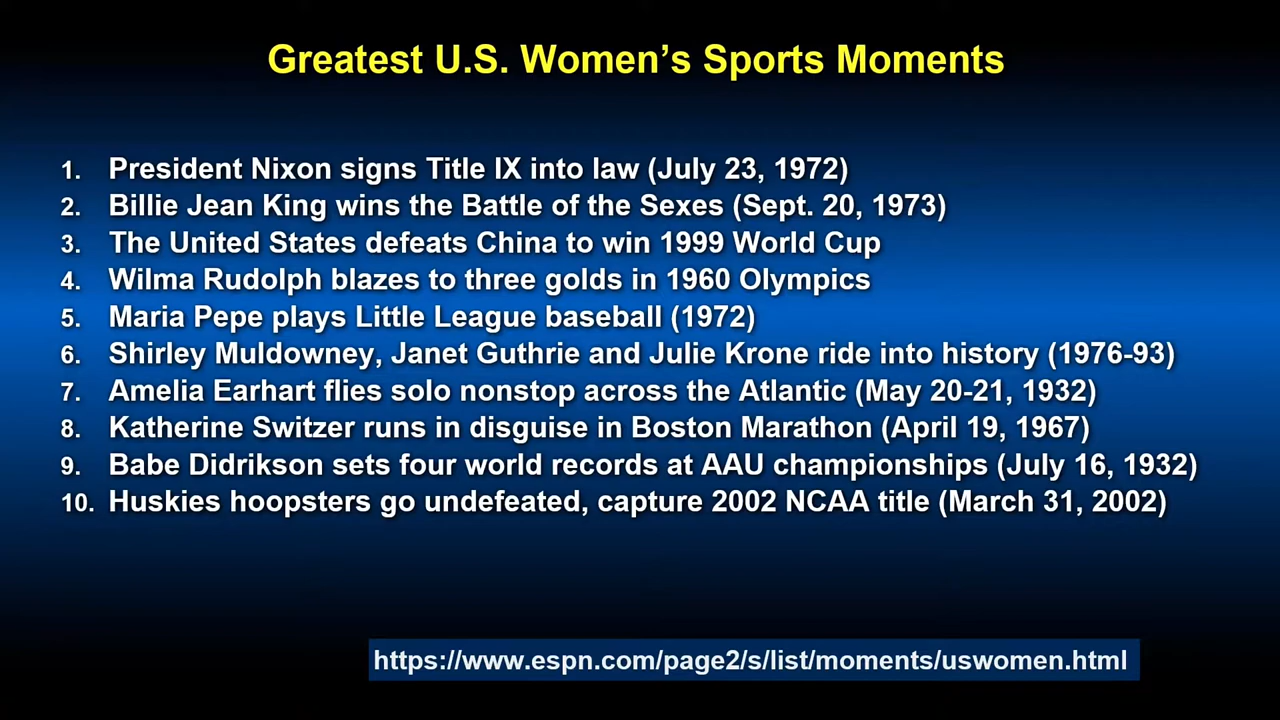 Greatest U.S. Women’s Sports Moments
1. President Nixon signs Title IX into law (July 23, 1972)
2. Billie Jean King wins the Battle of the Sexes (Sept. 20, 1973)
3. The United States defeats China to win 1999 World Cup
4. Wilma Rudolph blazes to three golds in 1960 Olympics
5. Maria Pepe plays Little League baseball (1972)
6. Shirley Muldowney, Janet Guthrie and Julie Krone ride into history (1976-93)
7. Amelia Earhart flies solo nonstop across the Atlantic (May 20-21, 1932)
8. Katherine Switzer runs in disguise in Boston Marathon (April 19, 1967)
9. Babe Didrikson sets four world records at AAU championships (July 16, 1932)
10. Huskies hoopsters go undefeated, capture 2002 NCAA title (March 31, 2002)
https://www.espn.com/page2/s/list/moments/uswomen.html